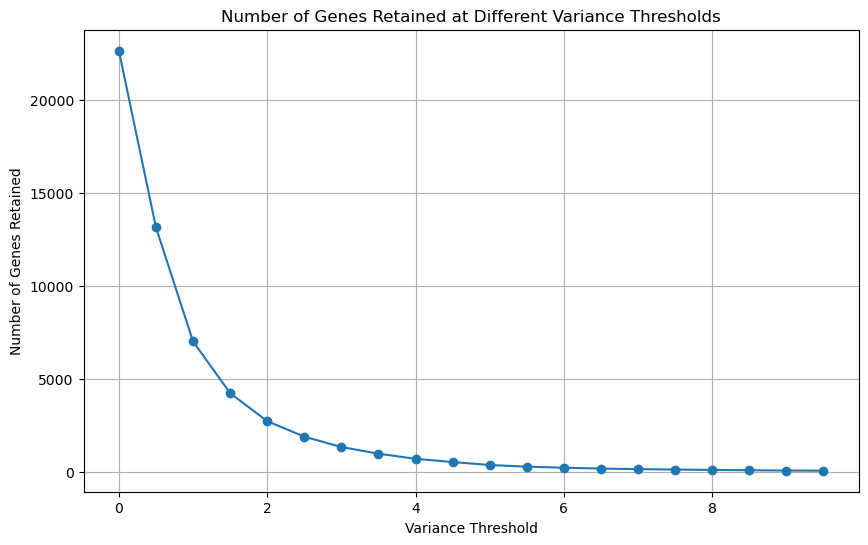 Number of Genes Retained at Different Variance Thresholds
Number of Genes Retained
20000
15000
10000
5000
0
0 2 4 6 8
Variance Threshold